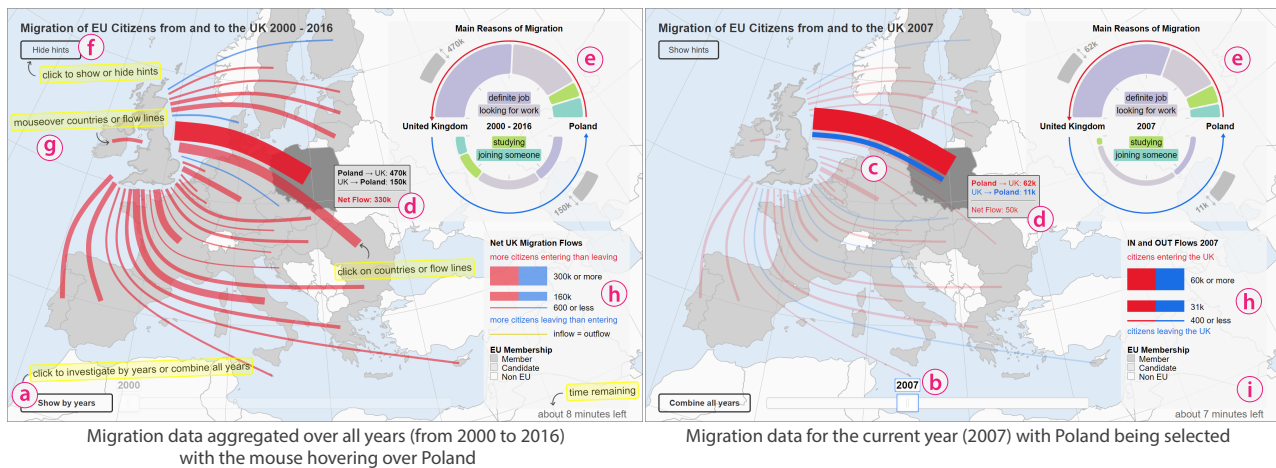 Migration of EU Citizens from and to the UK 2000 - 2016
Hide hints
f
click to show or hide hints
mouseover countries or flow lines
g
Main Reasons of Migration
470k
e
definite job
looking for work
United Kingdom
2000 - 2016
Poland
studying
joining someone
150k
Poland → UK: 470k
UK → Poland: 150k
Net Flow: 330k
d
click on countries or flow lines
Net UK Migration Flows
more citizens entering than leaving
300k or more
160k
600 or less
h
more citizens leaving than entering
inflow = outflow
EU Membership
Member
Candidate
Non EU
click to investigate by years or combine all years
a
2000
Show by years
time remaining
about 8 minutes left
Migration data aggregated over all years (from 2000 to 2016)
with the mouse hovering over Poland
Migration of EU Citizens from and to the UK 2007
Show hints
Main Reasons of Migration
62k
e
definite job
looking for work
United Kingdom
2007
Poland
studying
joining someone
11k
c
Poland → UK: 62k
UK → Poland: 11k
Net Flow: 50k
d
IN and OUT Flows 2007
citizens entering the UK
60k or more
31k
400 or less
h
citizens leaving the UK
EU Membership
Member
Candidate
Non EU
2007
b
Combine all years
i
about 7 minutes left
Migration data for the current year (2007) with Poland being selected